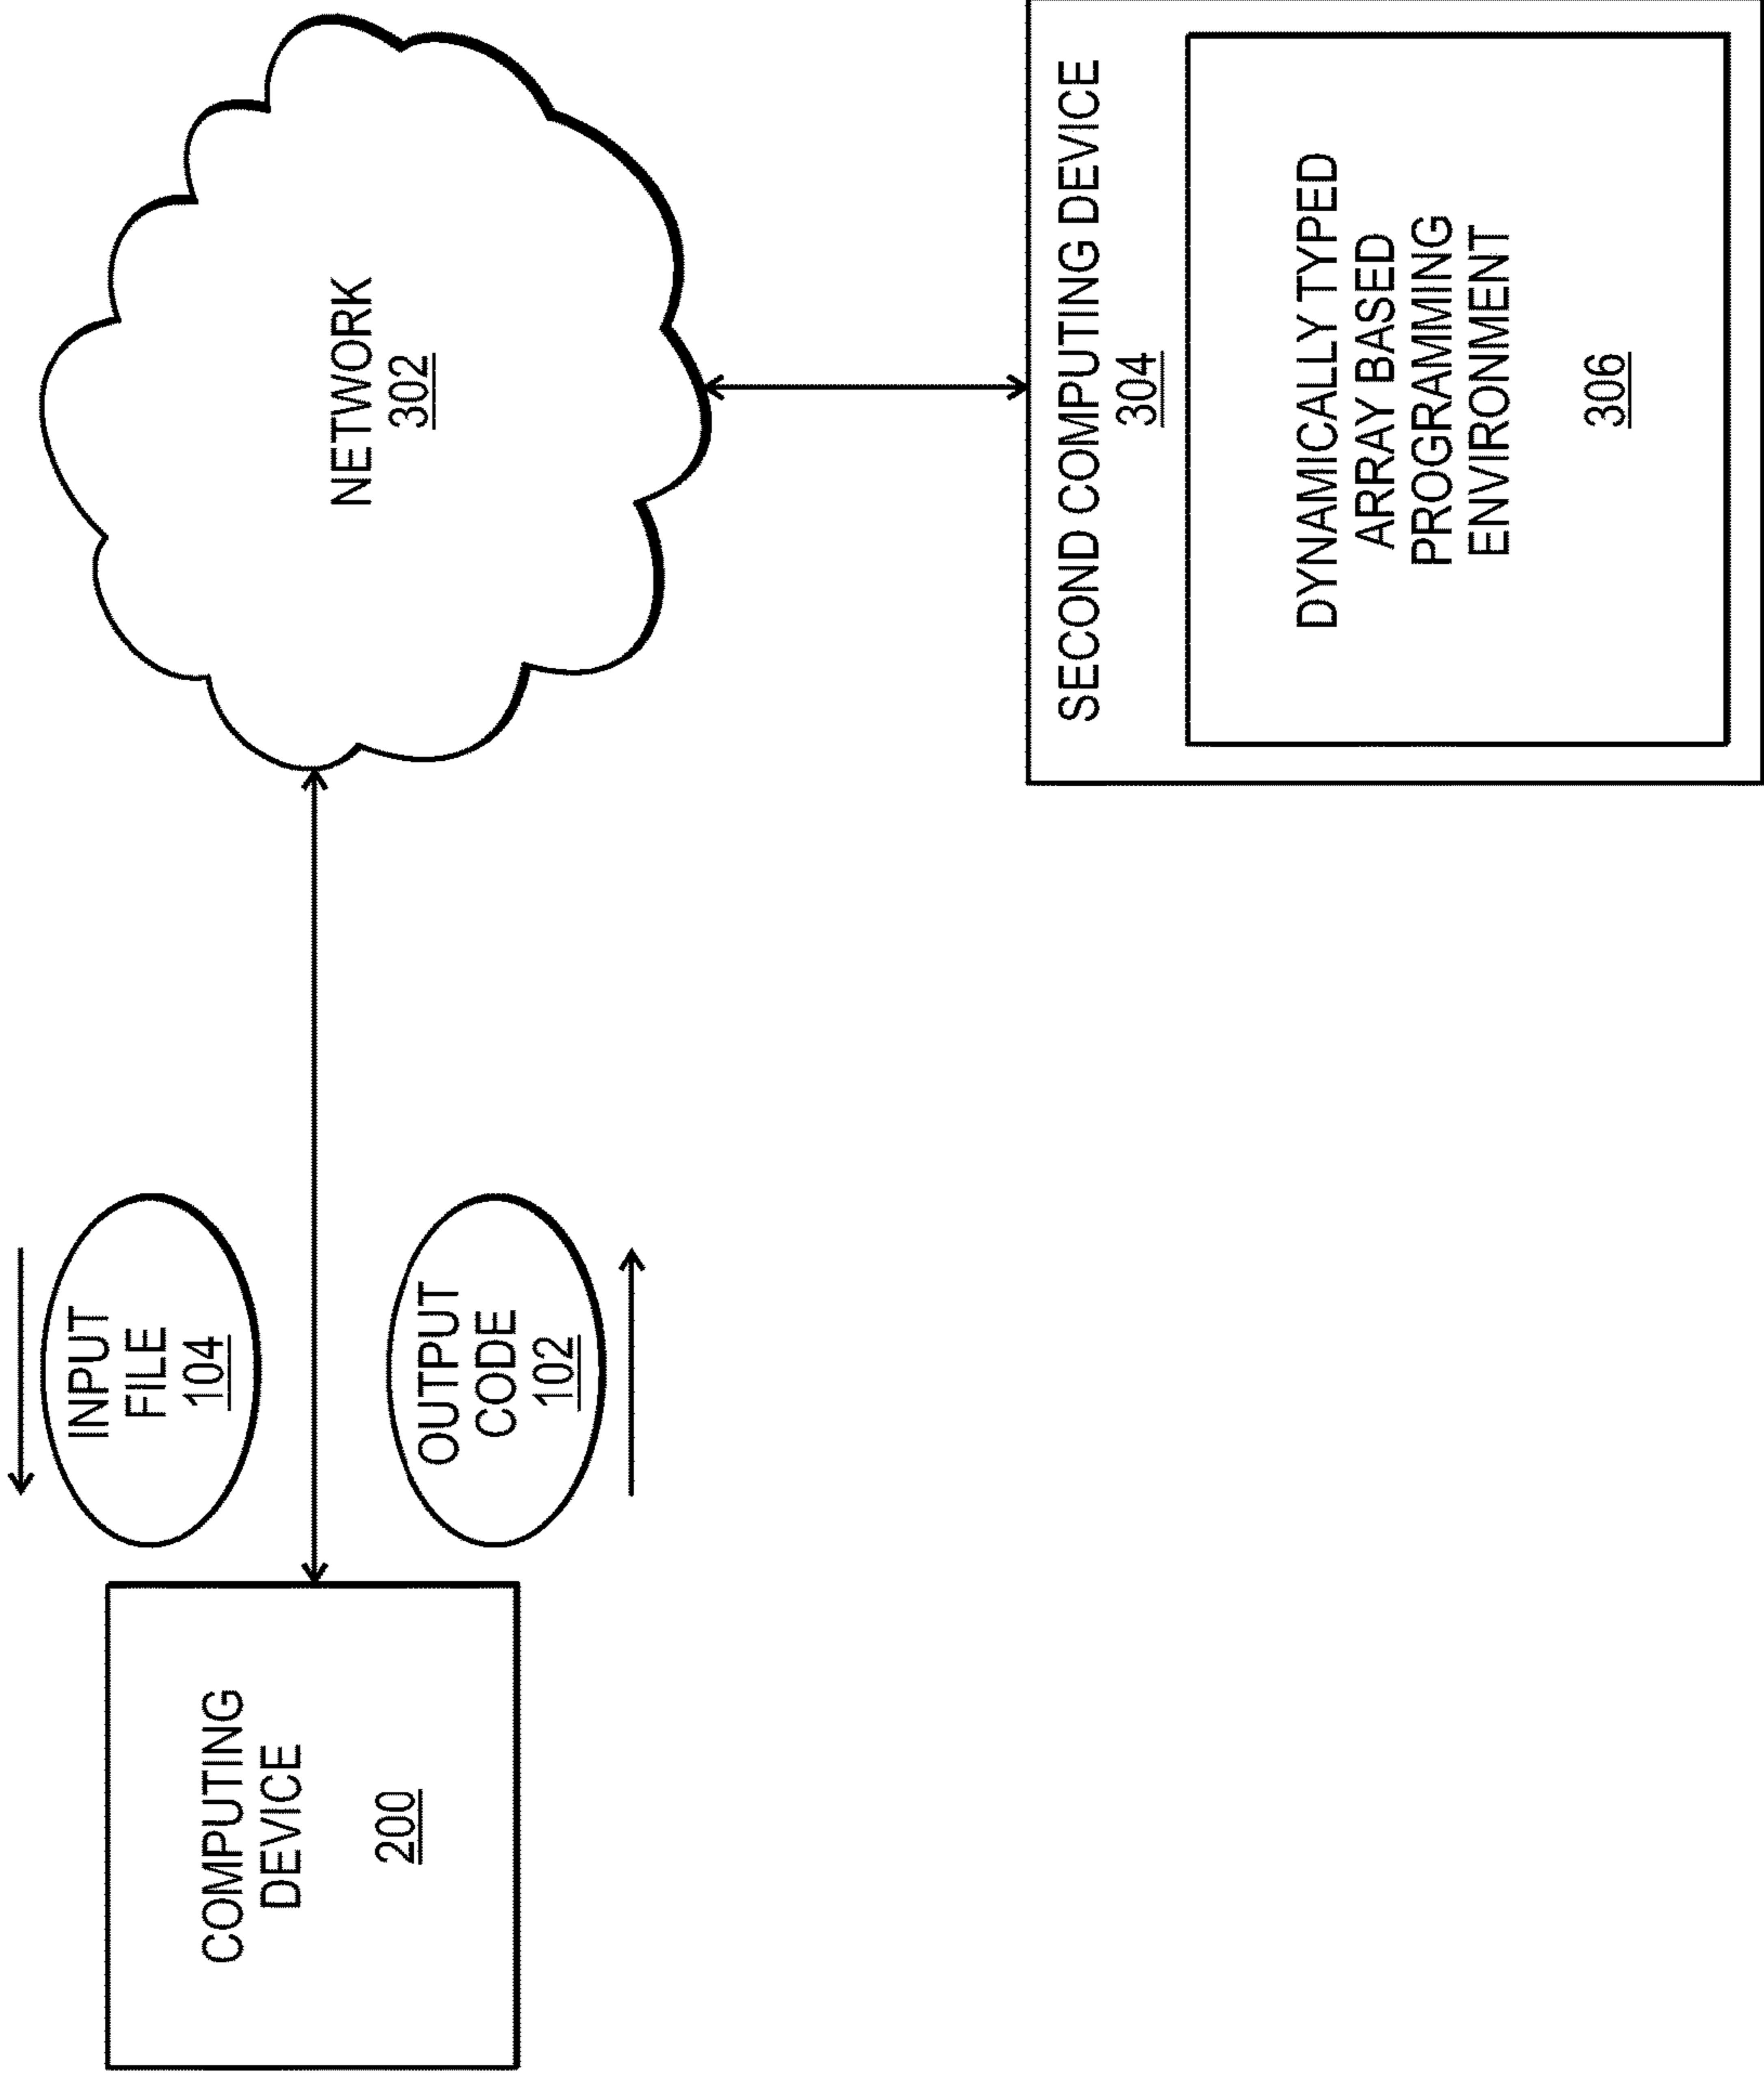 COMPUTING
DEVICE
200
INPUT
FILE
104
OUTPUT
CODE
102
NETWORK
302
SECOND COMPUTING DEVICE
304
DYNAMICALLY TYPED
ARRAY BASED
PROGRAMMING
ENVIRONMENT
306